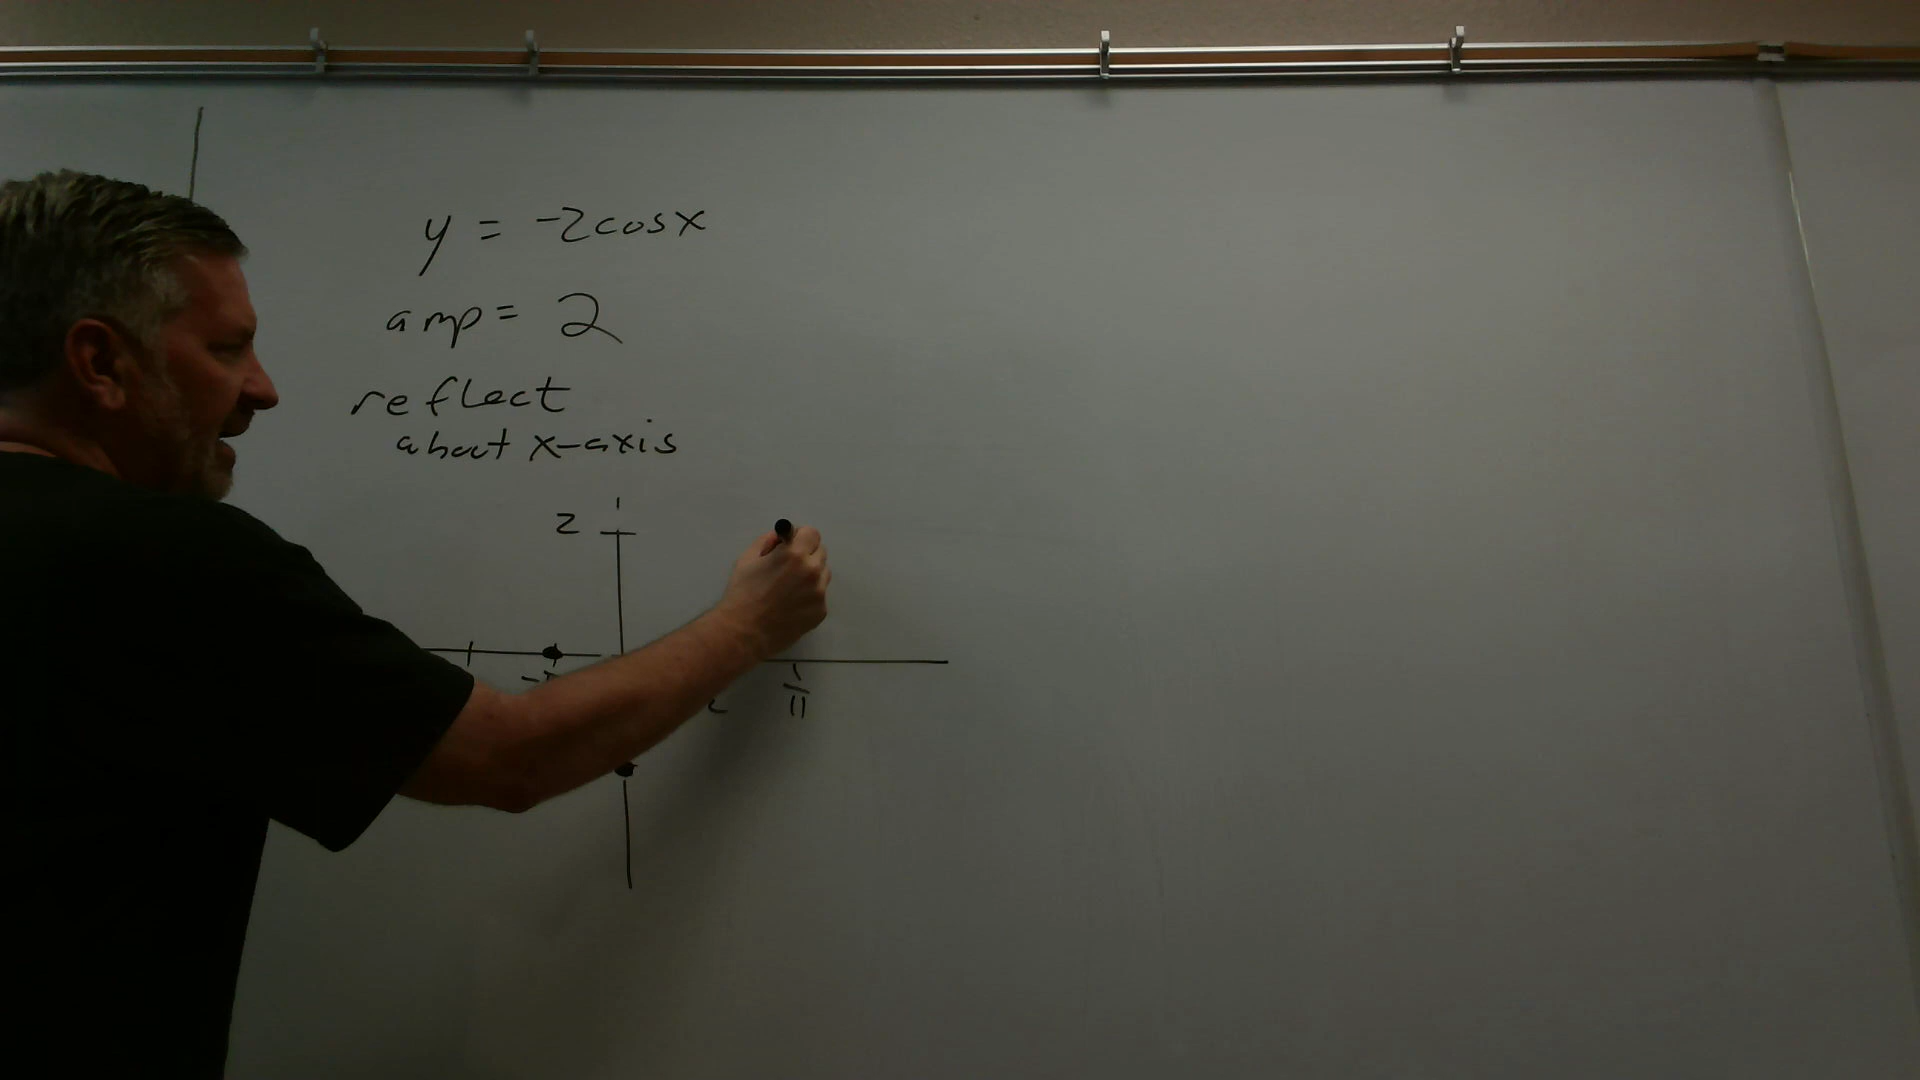 y = -2cosx
amp = 2
reflect
about x-axis
2
π